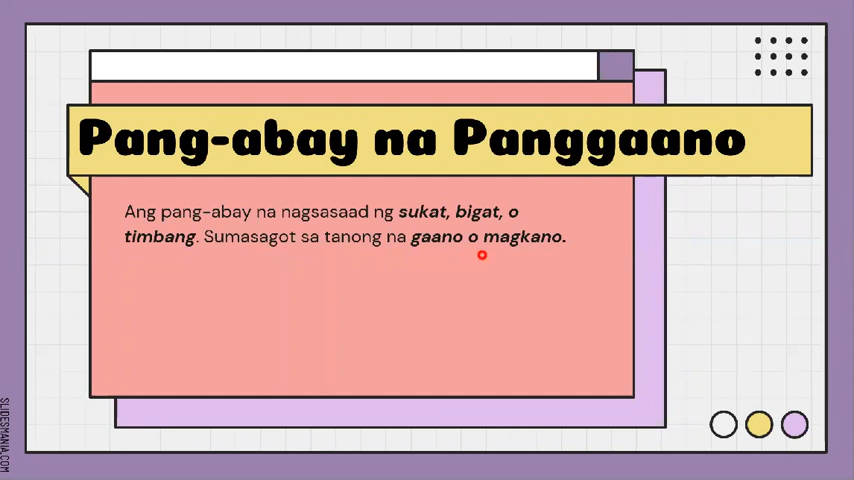 Pang-abay na Panggaano
Ang pang-abay na nagsasaad ng sukat, bigat, o
timbang. Sumasagot sa tanong na gaano o magkano.
SLIDESMANIA.COM